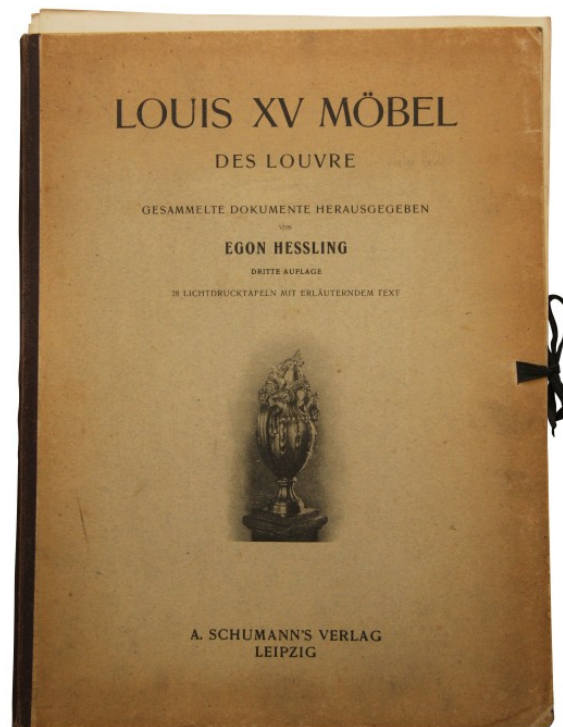 LOUIS XV MÖBEL
DES LOUVRE
GESAMMELTE DOKUMENTE HERAUSGEGEBEN
VON
EGON HESSLING
DRITTE AUFLAGE
28 LICHTDRUCKTAFELN MIT ERLÄUTERNDEM TEXT
A. SCHUMANN'S VERLAG
LEIPZIG